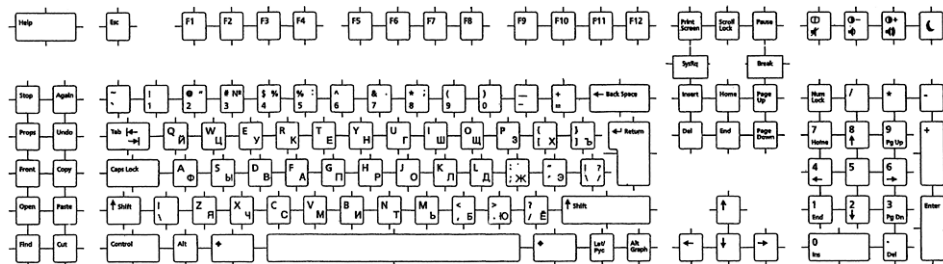 Help Esc F1 F2 F3 F4 F5 F6 F7 F8 F9 F10 F11 F12 Print Screen Scroll Lock Pause
SysRq Break
Stop Again ~ ` ! 1 @ " 2 # № 3 $ % 4 % : 5 ^ 6 & . 7 * ; 8 ( 9 ) 0 _ - + = ← Back Space Insert Home Page Up Num Lock / * -
Props Undo Tab Q Й W Ц E У R К T Е Y Н U Г I Ш O Щ P З { [ Х } ] Ъ ↵ Return Del End Page Down 7 Home 8 ↑ 9 Pg Up +
Front Copy Caps Lock A Ф S Ы D В F А G П H Р J О K Л L Д : ; Ж " ' Э | ? \ / 4 ← 5 6 →
Open Paste ↑ Shift | \ Z Я X Ч C С V М B И N Т M Ь < , Б > . Ю ? / Ё ↑ Shift ↑ 1 End 2 ↓ 3 Pg Dn Enter
Find Cut Control Alt ◆ ◆ Lat/ Рус Alt Graph ← ↓ → 0 Ins . Del